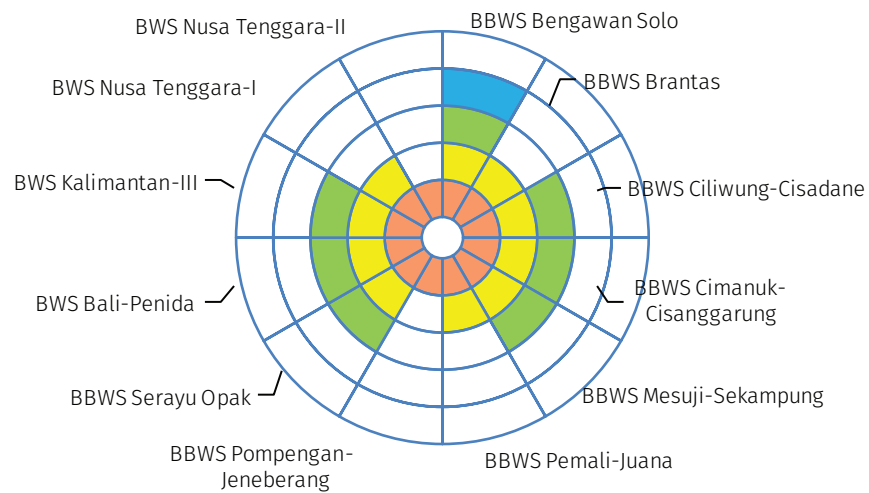 BWS Nusa Tenggara-II
BBWS Bengawan Solo
BWS Nusa Tenggara-I
BBWS Brantas
BWS Kalimantan-III
BBWS Ciliwung-Cisadane
BWS Bali-Penida
BBWS Cimanuk-
Cisanggarung
BBWS Serayu Opak
BBWS Mesuji-Sekampung
BBWS Pompengan-
Jeneberang
BBWS Pemali-Juana